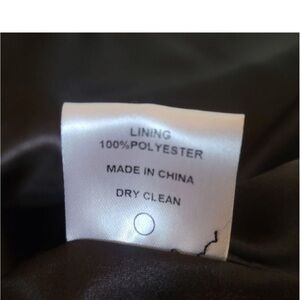 LINING
100%POLYESTER
MADE IN CHINA
DRY CLEAN